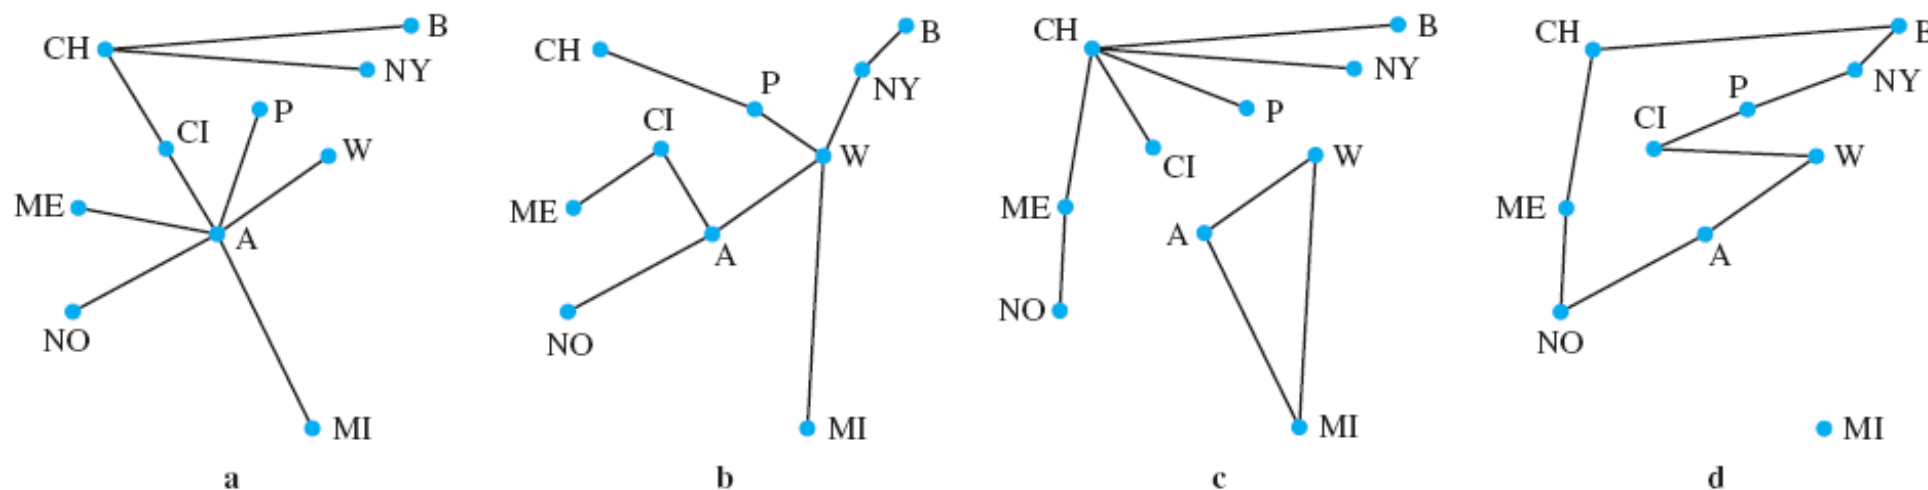 CH B NY CI P W ME A NO MI
a
CH B P NY CI W ME A NO MI
b
CH B NY P CI W ME A NO MI
c
CH B NY P CI W ME A NO MI
d